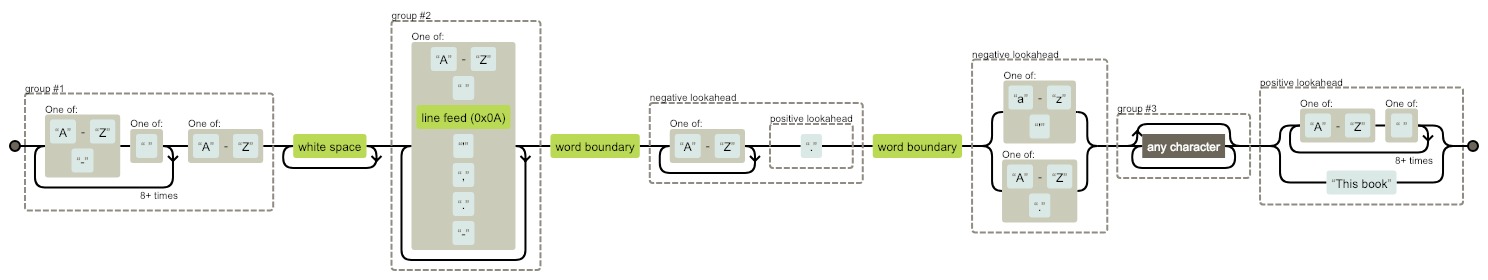 group #1
One of:
“A” - “Z”
“-”
One of:
“ ”
8+ times
One of:
“A” - “Z”
white space
group #2
One of:
“A” - “Z”
“ ”
line feed (0x0A)
“'”
“,”
“.”
“-”
word boundary
negative lookahead
One of:
“A” - “Z”
positive lookahead
“.”
word boundary
negative lookahead
One of:
“a” - “z”
“'”
One of:
“A” - “Z”
“.”
group #3
any character
positive lookahead
One of:
“A” - “Z”
One of:
“ ”
8+ times
“This book”